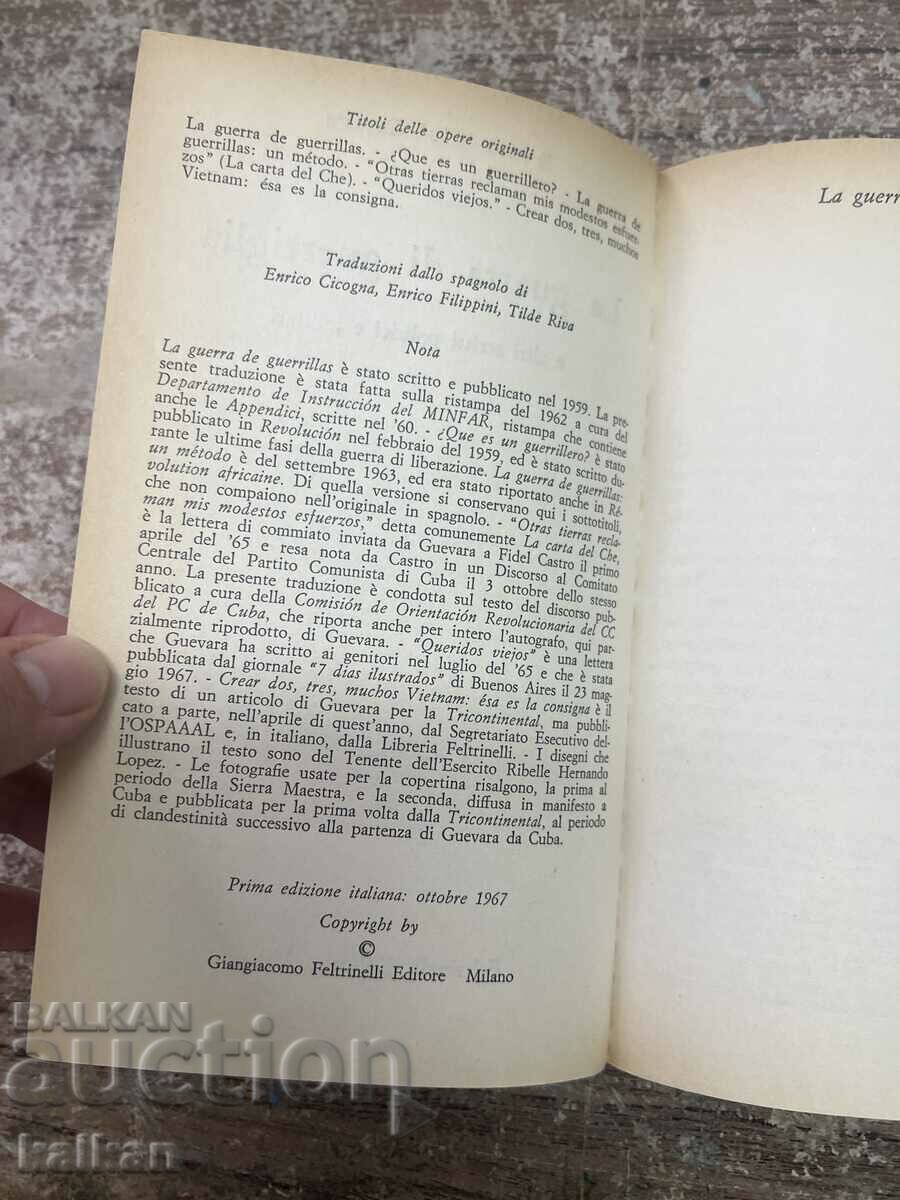 Titoli delle opere originali
La guerra de guerrillas. - ¿Que es un guerrillero? - La guerra de
guerrillas: un método. - "Otras tierras reclaman mis modestos esfuer-
zos" (La carta del Che). - "Queridos viejos." - Crear dos, tres, muchos
Vietnam: ésa es la consigna.
Traduzioni dallo spagnolo di
Enrico Cicogna, Enrico Filippini, Tilde Riva
Nota
La guerra de guerrillas è stato scritto e pubblicato nel 1959. La pre-
sente traduzione è stata fatta sulla ristampa del 1962 a cura del
Departamento de Instrucción del MINFAR, ristampa che contiene
anche le Appendici, scritte nel '60. - ¿Que es un guerrillero? è stato
pubblicato in Revolución nel febbraio del 1959, ed è stato scritto du-
rante le ultime fasi della guerra di liberazione. La guerra de guerrillas:
un método è del settembre 1963, ed era stato riportato anche in Ré-
volution africaine. Di quella versione si conservano qui i sottotitoli,
che non compaiono nell'originale in spagnolo. - "Otras tierras recla-
man mis modestos esfuerzos," detta comunemente La carta del Che,
è la lettera di commiato inviata da Guevara a Fidel Castro il primo
aprile del '65 e resa nota da Castro in un Discorso al Comitato
Centrale del Partito Comunista di Cuba il 3 ottobre dello stesso
anno. La presente traduzione è condotta sul testo del discorso pub-
blicato a cura della Comisión de Orientación Revolucionaria del CC
del PC de Cuba, che riporta anche per intero l'autografo, qui par-
zialmente riprodotto, di Guevara. - "Queridos viejos" è una lettera
che Guevara ha scritto ai genitori nel luglio del '65 e che è stata
pubblicata dal giornale "7 dias ilustrados" di Buenos Aires il 23 mag-
gio 1967. - Crear dos, tres, muchos Vietnam: ésa es la consigna è il
testo di un articolo di Guevara per la Tricontinental, ma pubbli-
cato a parte, nell'aprile di quest'anno, dal Segretariato Esecutivo del-
l'OSPAAAL e, in italiano, dalla Libreria Feltrinelli. - I disegni che
illustrano il testo sono del Tenente dell'Esercito Ribelle Hernando
Lopez. - Le fotografie usate per la copertina risalgono, la prima al
periodo della Sierra Maestra, e la seconda, diffusa in manifesto a
Cuba e pubblicata per la prima volta dalla Tricontinental, al periodo
di clandestinità successivo alla partenza di Guevara da Cuba.
Prima edizione italiana: ottobre 1967
Copyright by
©
Giangiacomo Feltrinelli Editore Milano
La guerr
BALKAN
auction
kalkan